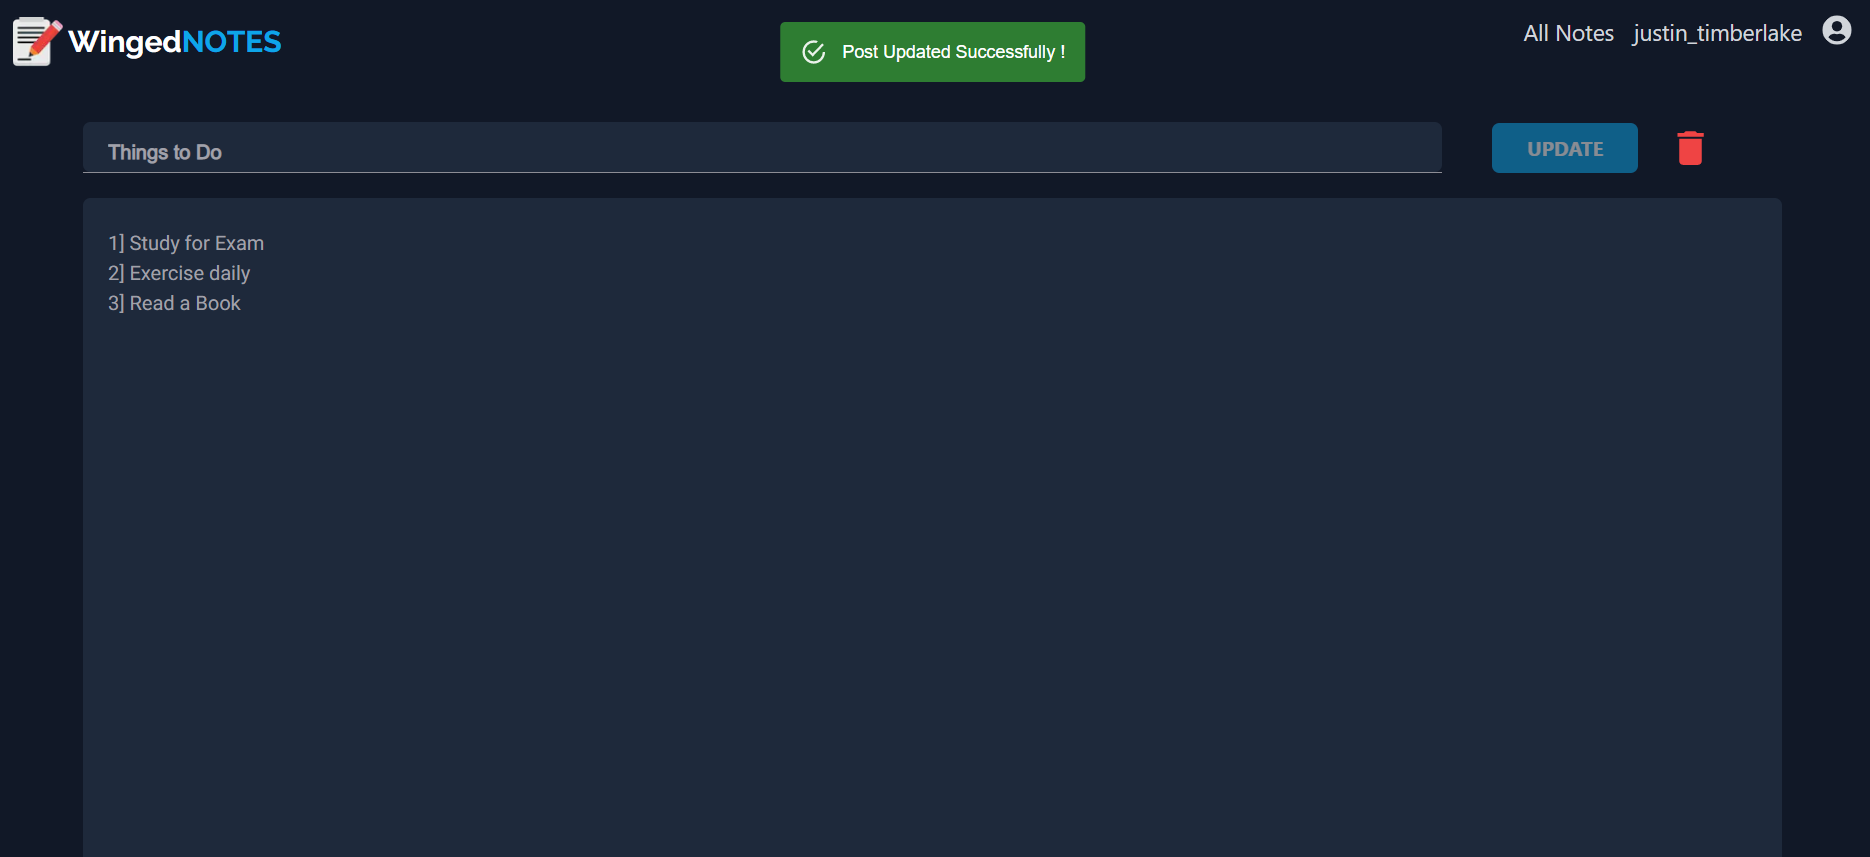 WingedNOTES
Post Updated Successfully !
All Notes justin_timberlake
Things to Do
UPDATE
1] Study for Exam
2] Exercise daily
3] Read a Book